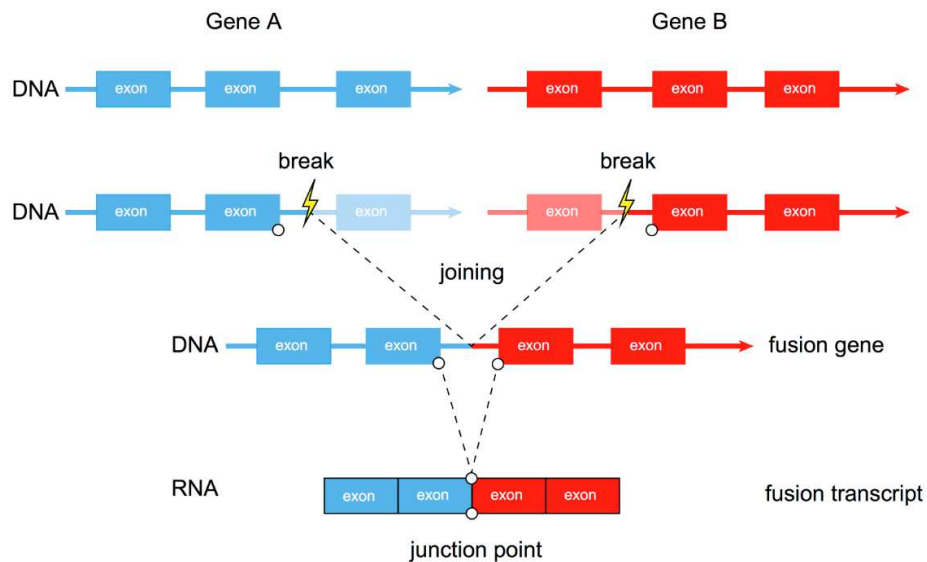 Gene A Gene B
DNA exon exon exon exon exon exon
break break
DNA exon exon exon exon exon exon
joining
DNA exon exon exon exon fusion gene
RNA exon exon exon exon fusion transcript
junction point